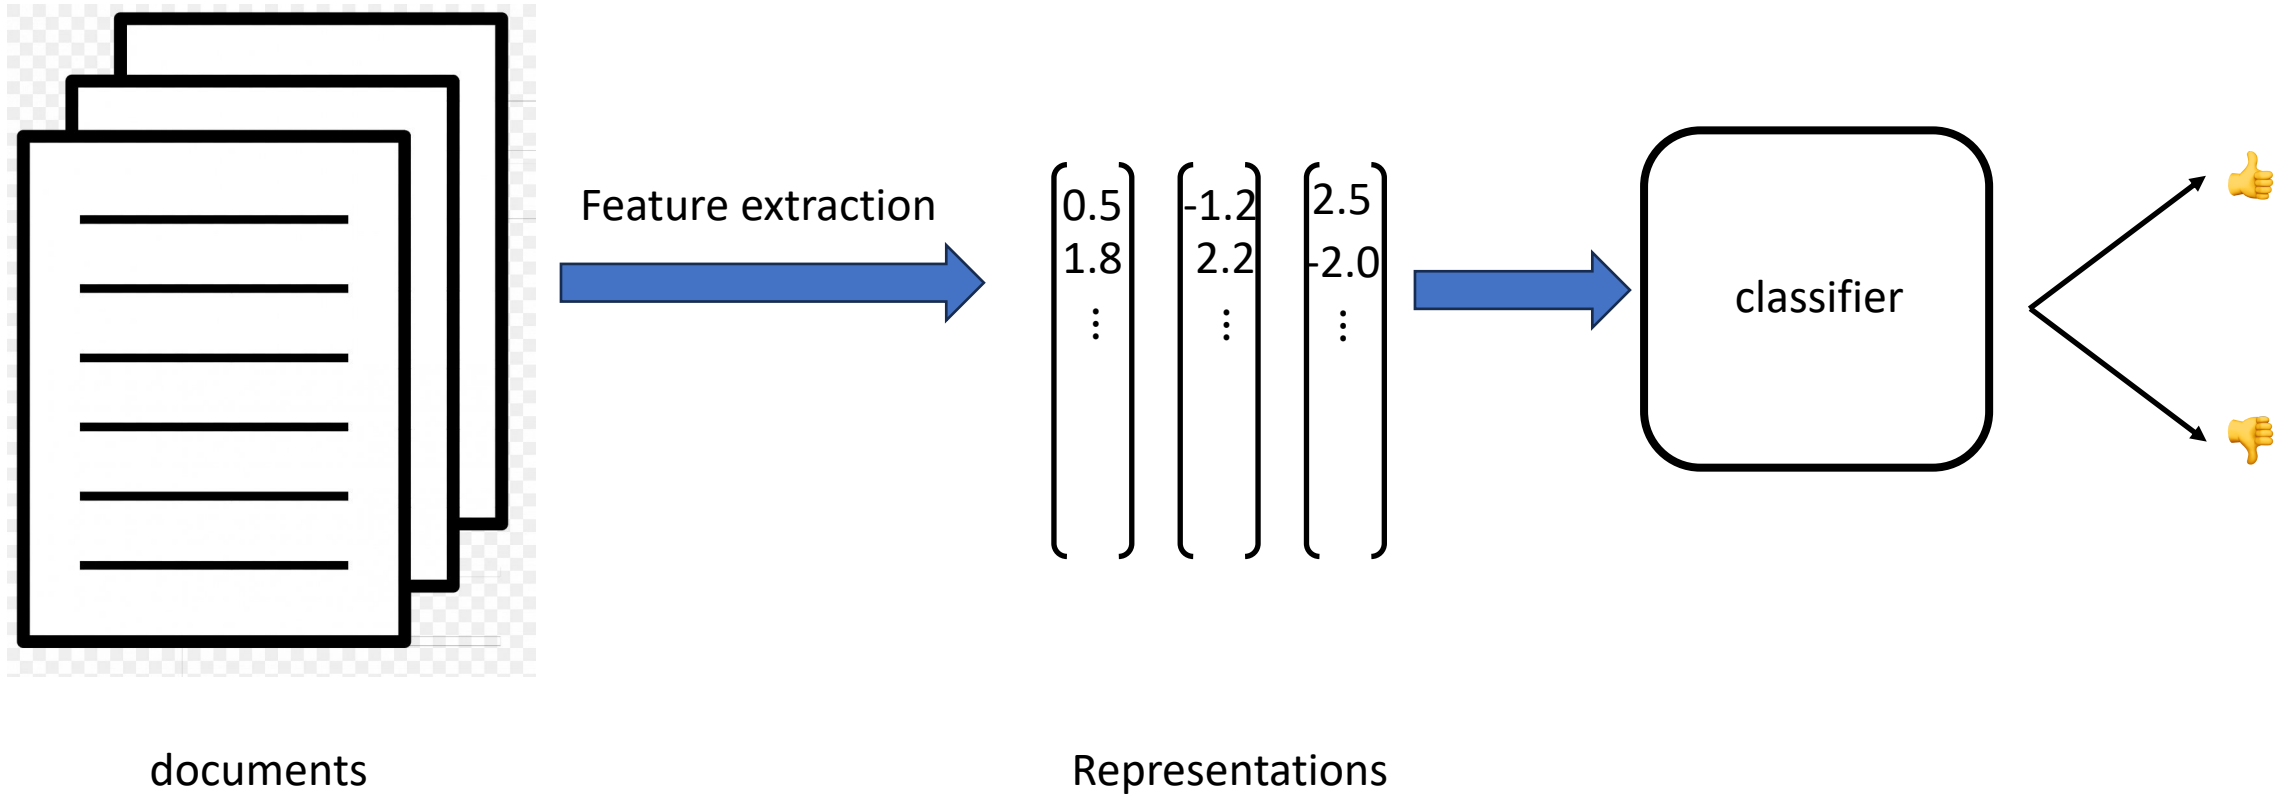 Feature extraction
0.5 -1.2 2.5
1.8 2.2 -2.0
⋮ ⋮ ⋮
classifier
documents
Representations